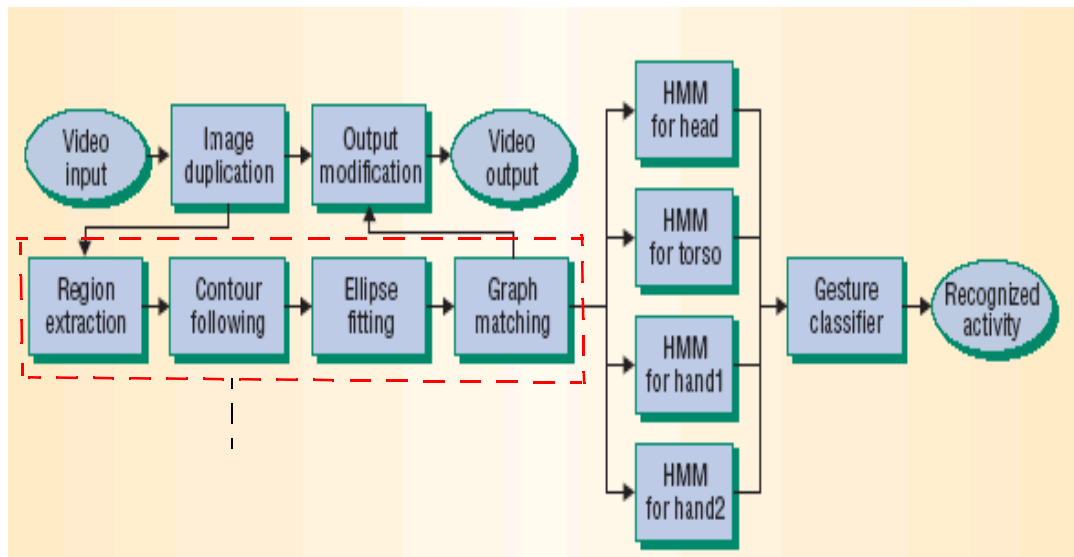 Video
input
Image
duplication
Output
modification
Video
output
Region
extraction
Contour
following
Ellipse
fitting
Graph
matching
HMM
for head
HMM
for torso
HMM
for hand1
HMM
for hand2
Gesture
classifier
Recognized
activity